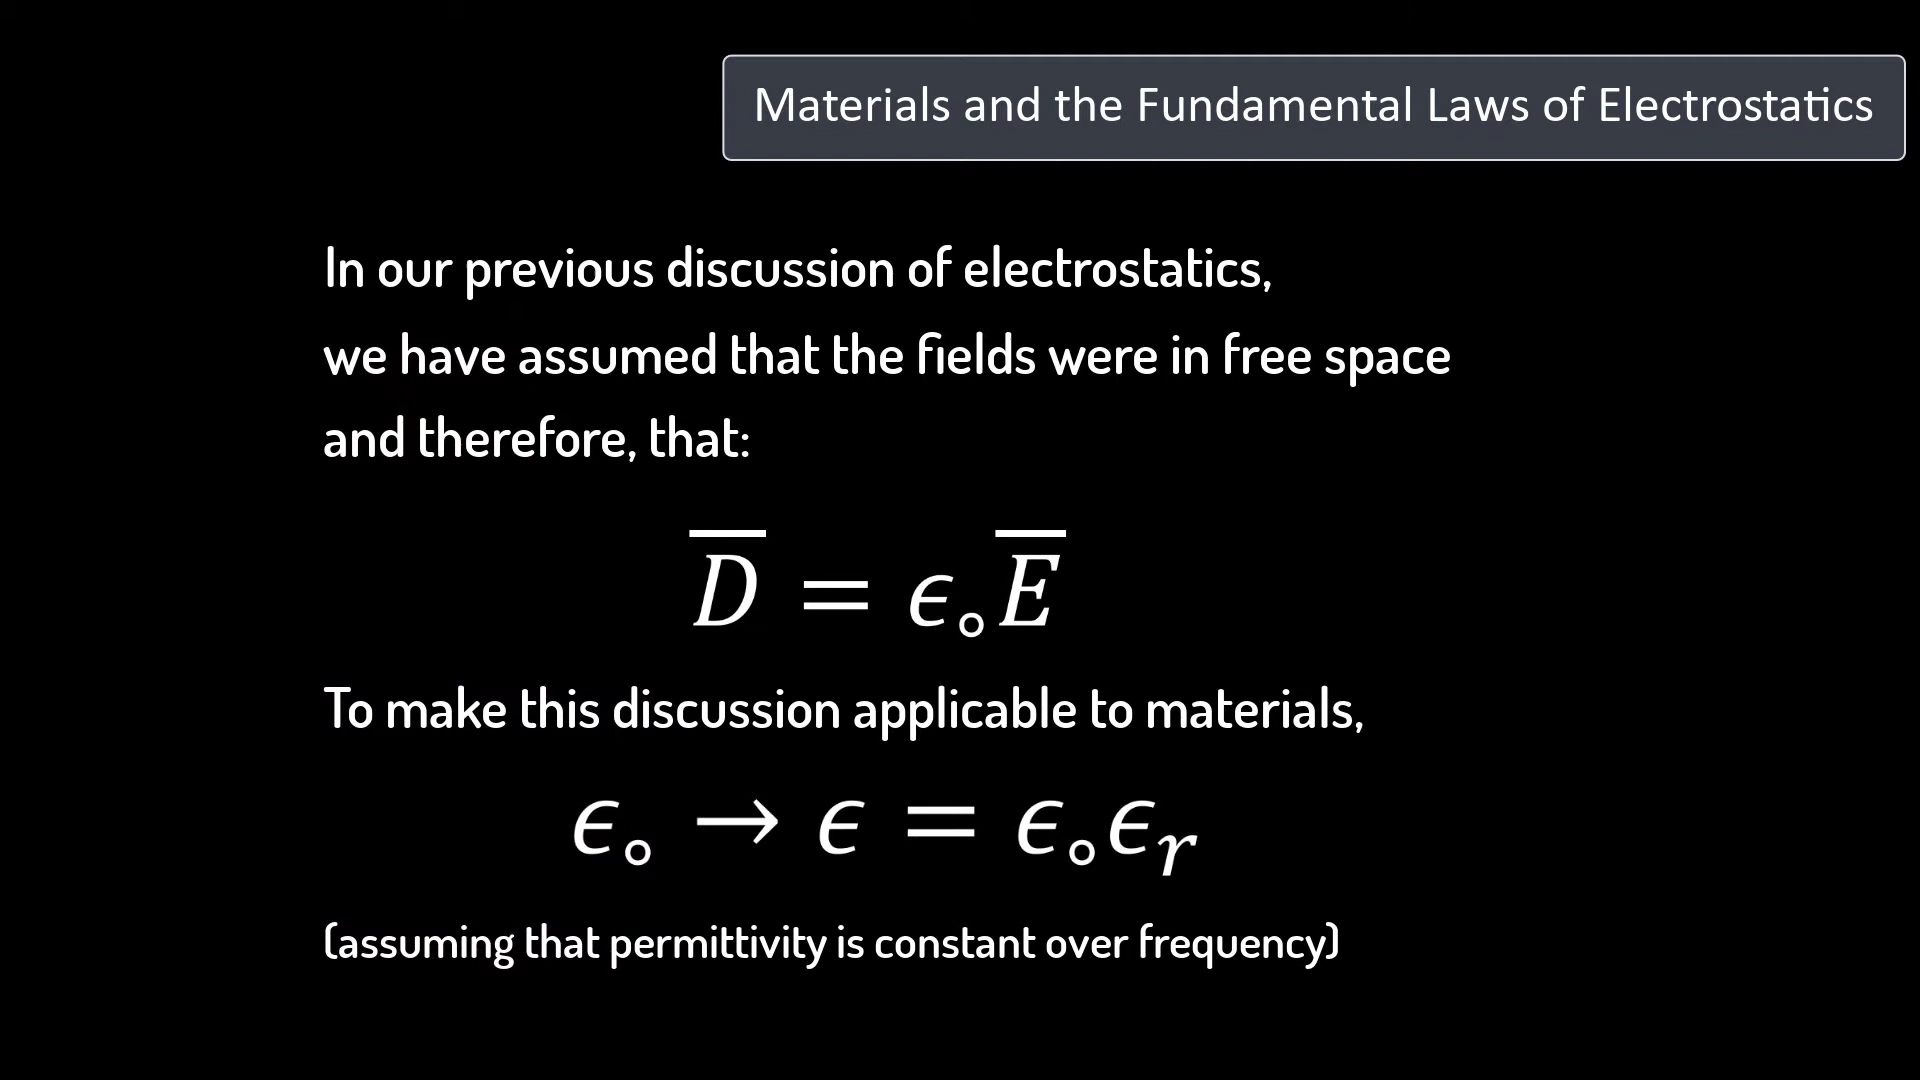 Materials and the Fundamental Laws of Electrostatics
In our previous discussion of electrostatics,
we have assumed that the fields were in free space
and therefore, that:
D̅ = ϵ∘E̅
To make this discussion applicable to materials,
ϵ∘ → ϵ = ϵ∘ϵᵣ
(assuming that permittivity is constant over frequency)